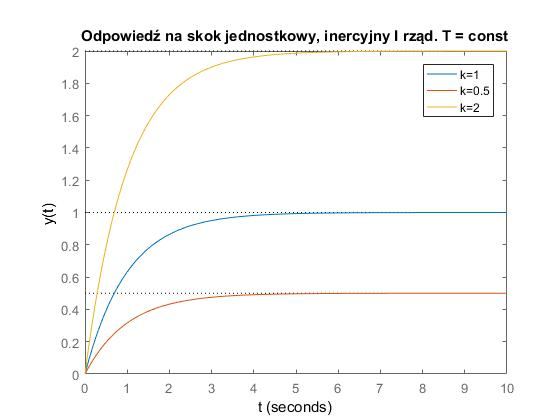 Odpowiedź na skok jednostkowy, inercyjny I rząd. T = const
2
1.8
1.6
1.4
1.2
1
0.8
0.6
0.4
0.2
0
y(t)
k=1
k=0.5
k=2
0 1 2 3 4 5 6 7 8 9 10
t (seconds)